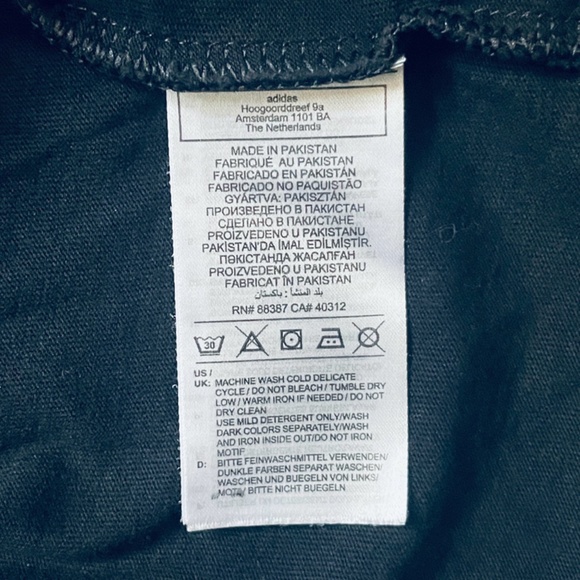 adidas
Hoogoorddreef 9a
Amsterdam 1101 BA
The Netherlands
MADE IN PAKISTAN
FABRIQUÉ AU PAKISTAN
FABRICADO EN PAKISTÁN
FABRICADO NO PAQUISTÃO
GYÁRTVA: PAKISZTÁN
ПРОИЗВЕДЕНО В ПАКИСТАН
СДЕЛАНО В ПАКИСТАНЕ
PROIZVEDENO U PAKISTANU
PAKİSTAN'DA İMAL EDİLMİŞTİR.
ПӘКІСТАНДА ЖАСАЛҒАН
PROIZVEDENO U PAKISTANU
FABRICAT ÎN PAKISTAN
بلد المنشأ : باكستان
RN# 88387 CA# 40312
30
US /
UK: MACHINE WASH COLD DELICATE
CYCLE / DO NOT BLEACH / TUMBLE DRY
LOW / WARM IRON IF NEEDED / DO NOT
DRY CLEAN
USE MILD DETERGENT ONLY/WASH
DARK COLORS SEPARATELY/WASH
AND IRON INSIDE OUT/DO NOT IRON
MOTIF
D: BITTE FEINWASCHMITTEL VERWENDEN/
DUNKLE FARBEN SEPARAT WASCHEN/
WASCHEN UND BUEGELN VON LINKS/
MOTIV BITTE NICHT BUEGELN